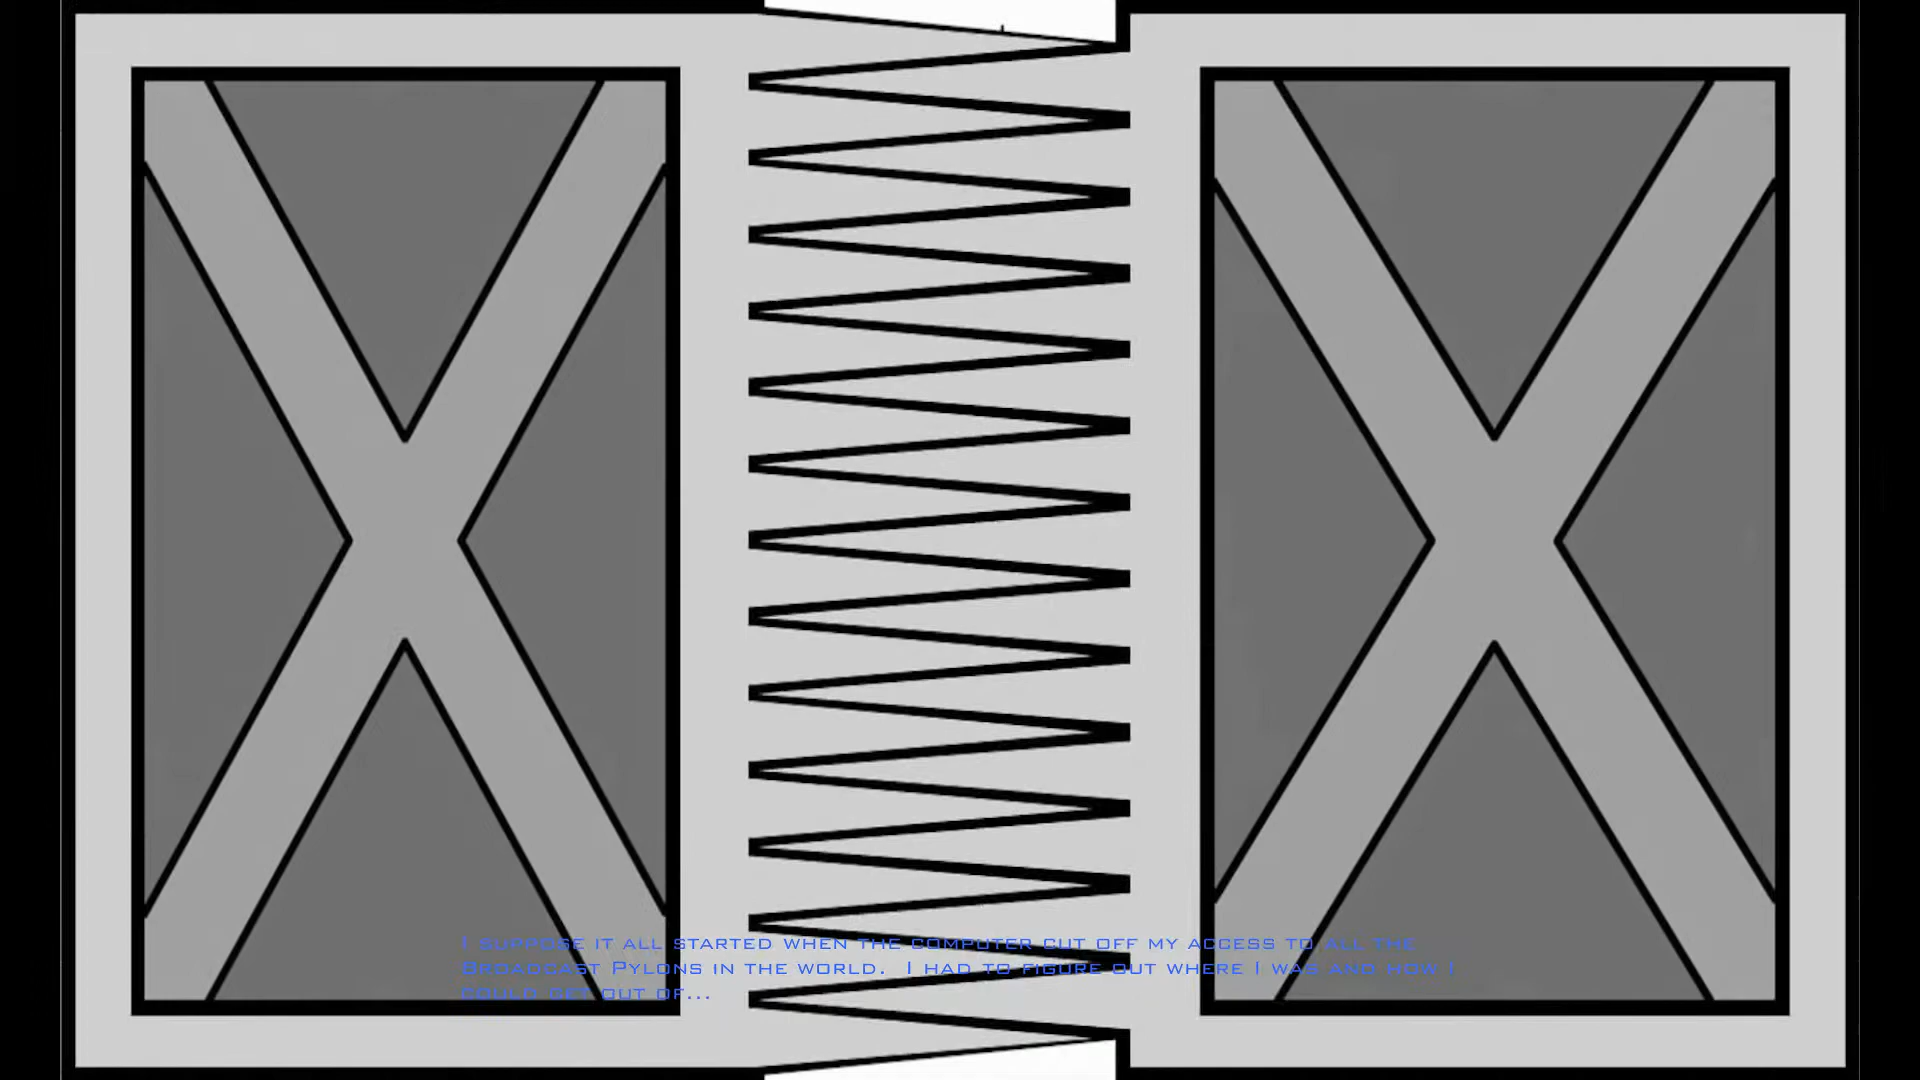 I suppose it all started when the computer cut off my access to all the
Broadcast Pylons in the world.  I had to figure out where I was and how I
could get out of...